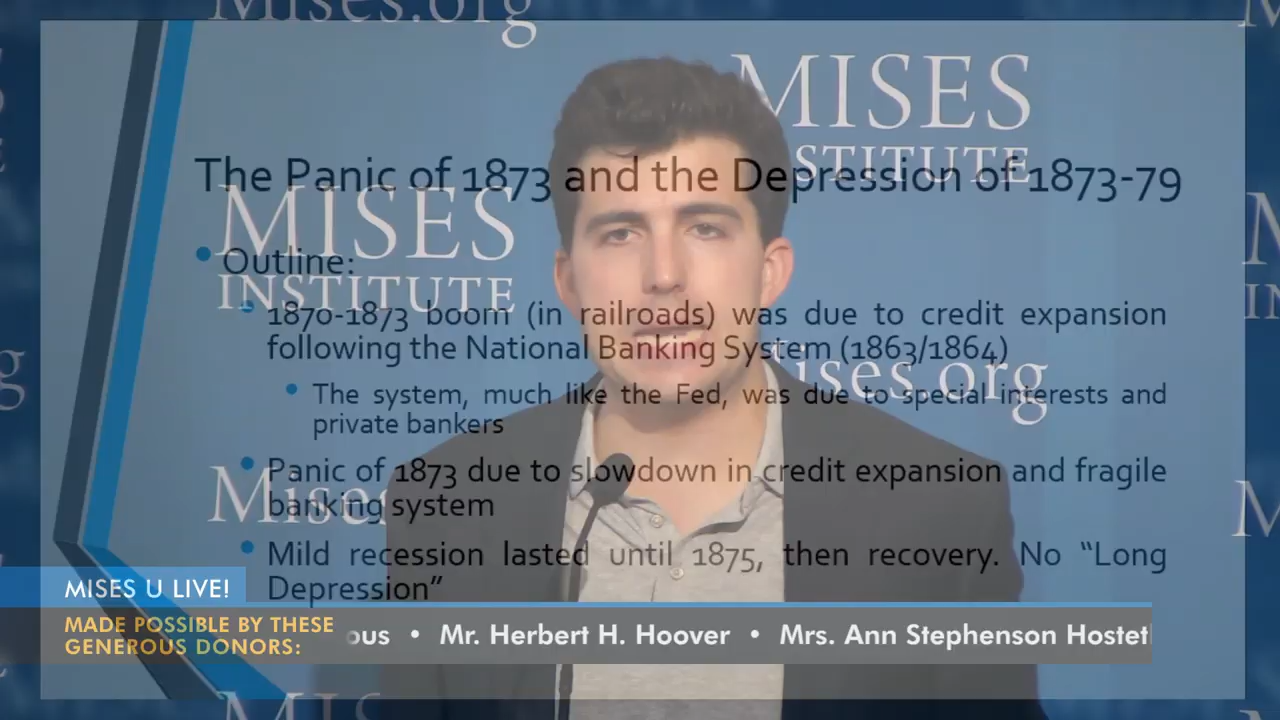 Mises.org
MISES
INSTITUTE
The Panic of 1873 and the Depression of 1873-79
MISES
INSTITUTE
• Outline:
• 1870-1873 boom (in railroads) was due to credit expansion
following the National Banking System (1863/1864)
Mises.org
• The system, much like the Fed, was due to special interests and
private bankers
• Panic of 1873 due to slowdown in credit expansion and fragile
banking system
Mises
• Mild recession lasted until 1875, then recovery. No “Long
Depression”
MISES U LIVE!
MADE POSSIBLE BY THESE
GENEROUS DONORS:
ous • Mr. Herbert H. Hoover • Mrs. Ann Stephenson Hostetl